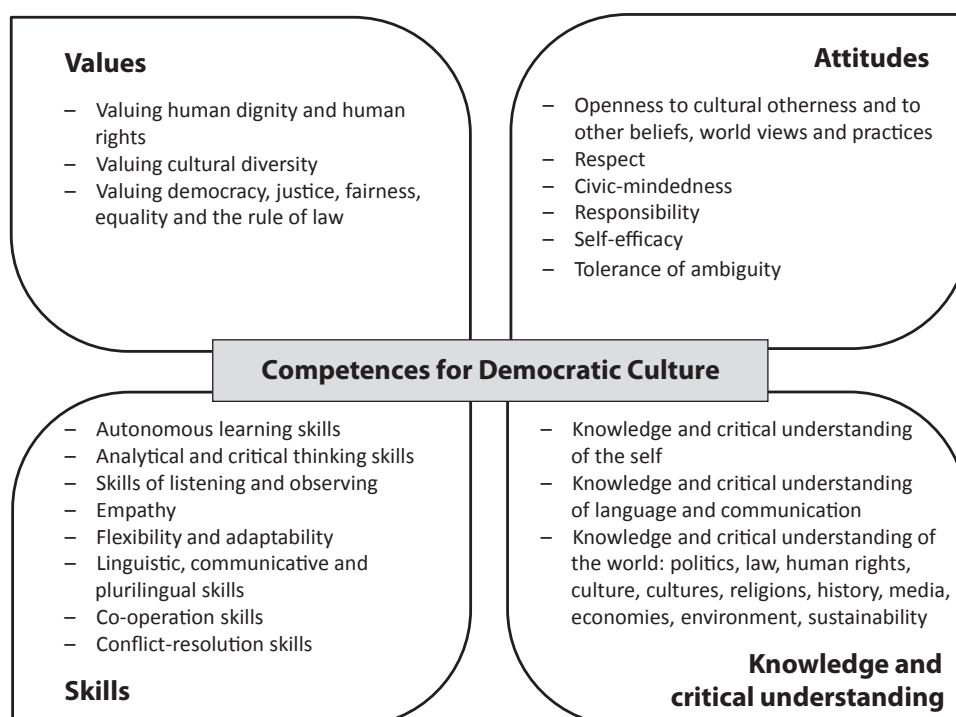 Values
– Valuing human dignity and human
rights
– Valuing cultural diversity
– Valuing democracy, justice, fairness,
equality and the rule of law
Attitudes
– Openness to cultural otherness and to
other beliefs, world views and practices
– Respect
– Civic-mindedness
– Responsibility
– Self-efficacy
– Tolerance of ambiguity
Competences for Democratic Culture
– Autonomous learning skills
– Analytical and critical thinking skills
– Skills of listening and observing
– Empathy
– Flexibility and adaptability
– Linguistic, communicative and
plurilingual skills
– Co-operation skills
– Conflict-resolution skills
Skills
– Knowledge and critical understanding
of the self
– Knowledge and critical understanding
of language and communication
– Knowledge and critical understanding of
the world: politics, law, human rights,
culture, cultures, religions, history, media,
economies, environment, sustainability
Knowledge and
critical understanding